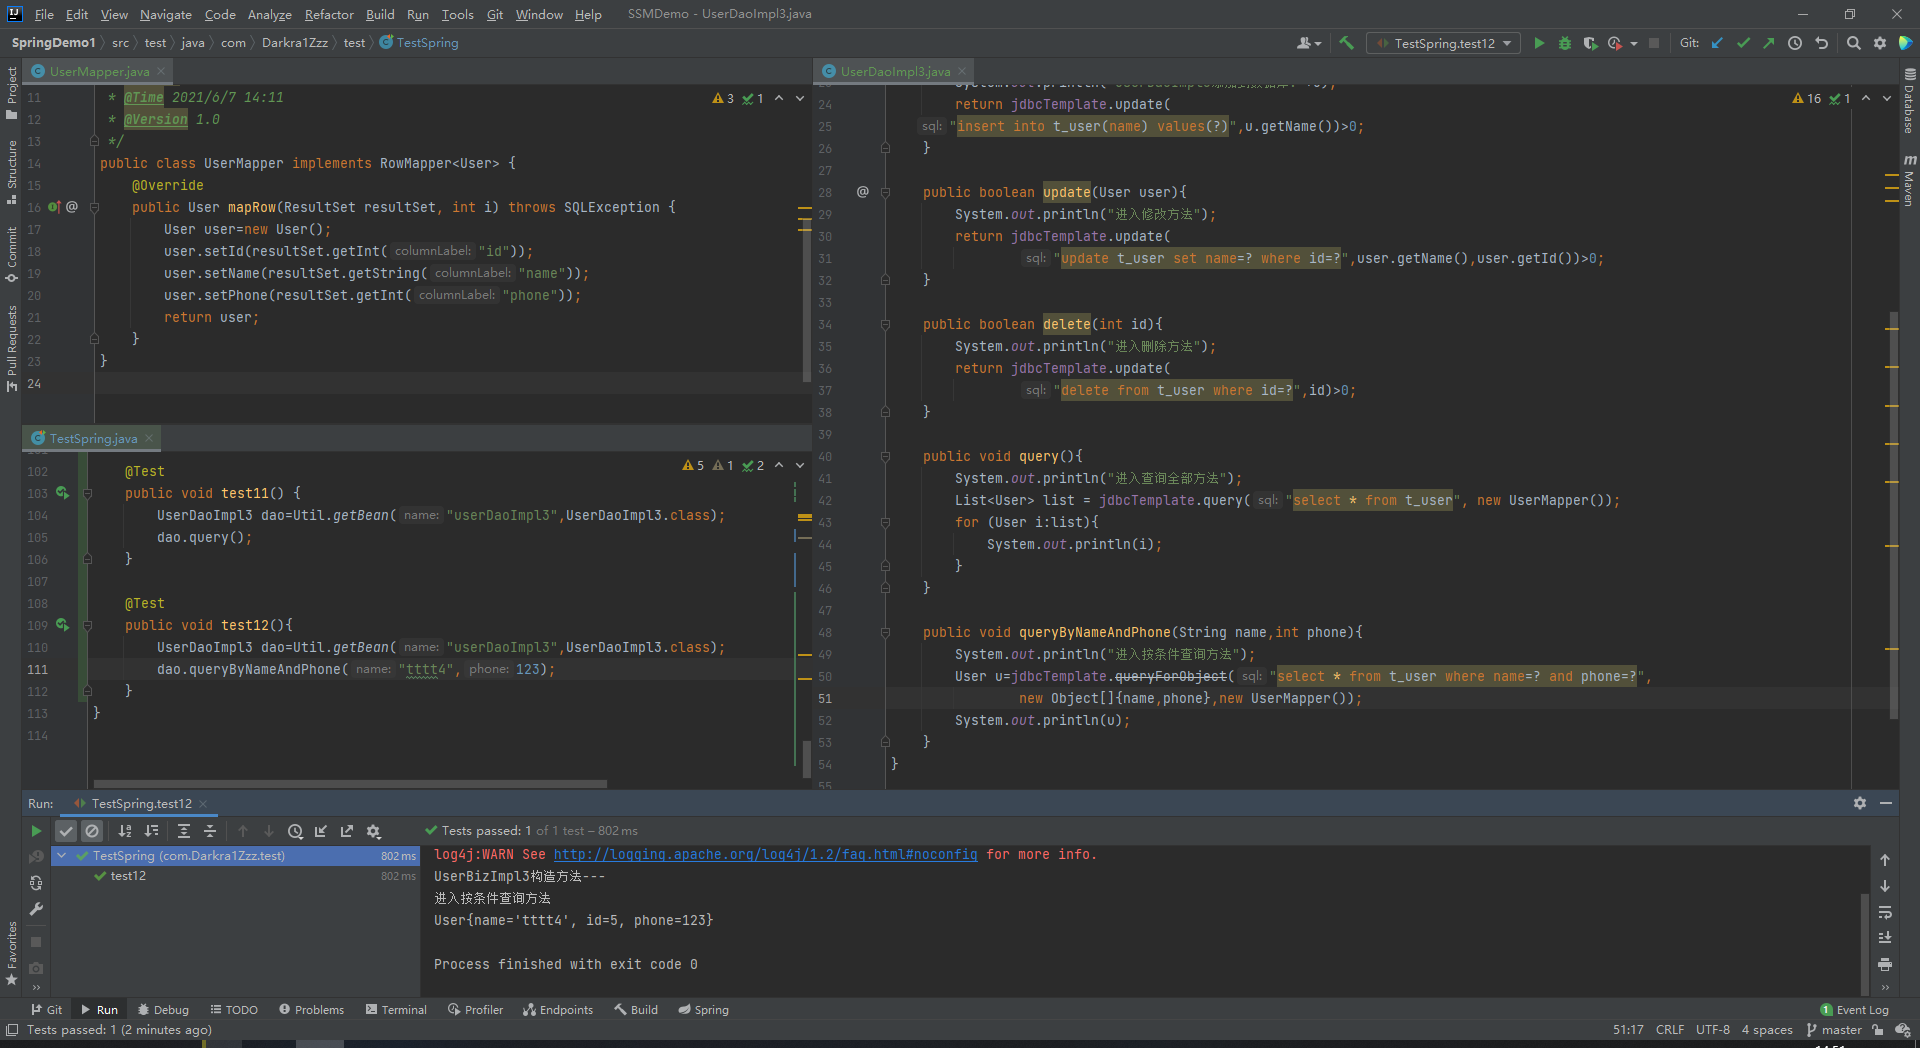 File Edit View Navigate Code Analyze Refactor Build Run Tools Git Window Help SSMDemo - UserDaoImpl3.java
SpringDemo1 src test java com Darkra1Zzz test TestSpring
TestSpring.test12 Git:
UserMapper.java
11 * @Time 2021/6/7 14:11
3 1
12 * @Version 1.0
13 */
14 public class UserMapper implements RowMapper<User> {
15 @Override
16 @ public User mapRow(ResultSet resultSet, int i) throws SQLException {
17 User user=new User();
18 user.setId(resultSet.getInt( columnLabel: "id"));
19 user.setName(resultSet.getString( columnLabel: "name"));
20 user.setPhone(resultSet.getInt( columnLabel: "phone"));
21 return user;
22 }
23 }
24
TestSpring.java
5 1 2
102 @Test
103 public void test11() {
104 UserDaoImpl3 dao=Util.getBean( name: "userDaoImpl3",UserDaoImpl3.class);
105 dao.query();
106 }
107
108 @Test
109 public void test12(){
110 UserDaoImpl3 dao=Util.getBean( name: "userDaoImpl3",UserDaoImpl3.class);
111 dao.queryByNameAndPhone( name: "tttt4", phone: 123);
112 }
113 }
114
UserDaoImpl3.java
16 1
24 return jdbcTemplate.update(
25 sql: "insert into t_user(name) values(?)",u.getName())>0;
26 }
27
28 @ public boolean update(User user){
29 System.out.println("进入修改方法");
30 return jdbcTemplate.update(
31 sql: "update t_user set name=? where id=?",user.getName(),user.getId())>0;
32 }
33
34 public boolean delete(int id){
35 System.out.println("进入删除方法");
36 return jdbcTemplate.update(
37 sql: "delete from t_user where id=?",id)>0;
38 }
39
40 public void query(){
41 System.out.println("进入查询全部方法");
42 List<User> list = jdbcTemplate.query( sql: "select * from t_user", new UserMapper());
43 for (User i:list){
44 System.out.println(i);
45 }
46 }
47
48 public void queryByNameAndPhone(String name,int phone){
49 System.out.println("进入按条件查询方法");
50 User u=jdbcTemplate.queryForObject( sql: "select * from t_user where name=? and phone=?",
51 new Object[]{name,phone},new UserMapper());
52 System.out.println(u);
53 }
54 }
55
Project
Structure
Commit
Pull Requests
Favorites
Database
Maven
Run: TestSpring.test12
Tests passed: 1 of 1 test – 802 ms
TestSpring (com.Darkra1Zzz.test) 802 ms
test12 802 ms
log4j:WARN See http://logging.apache.org/log4j/1.2/faq.html#noconfig for more info.
UserBizImpl3构造方法---
进入按条件查询方法
User{name='tttt4', id=5, phone=123}
Process finished with exit code 0
Git Run Debug TODO Problems Terminal Profiler Endpoints Build Spring 1 Event Log
Tests passed: 1 (2 minutes ago) 51:17 CRLF UTF-8 4 spaces master